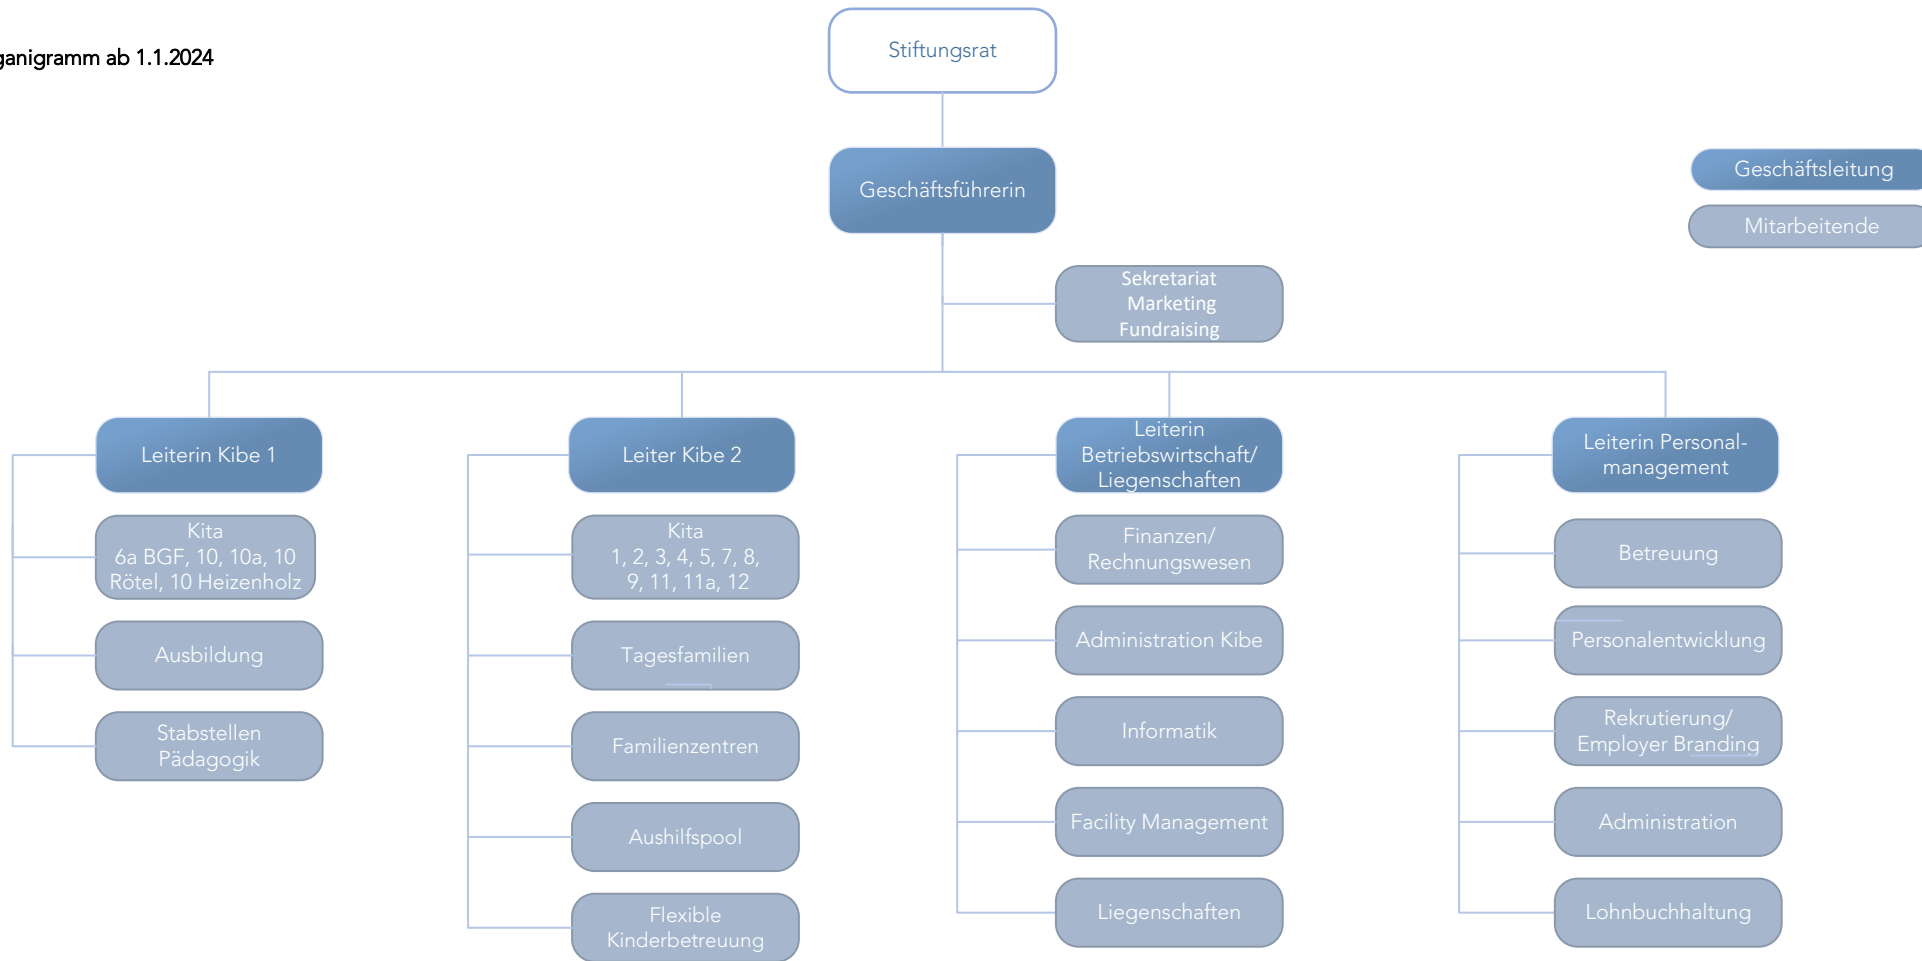 ganigramm ab 1.1.2024
Stiftungsrat
Geschäftsführerin
Geschäftsleitung
Mitarbeitende
Sekretariat
Marketing
Fundraising
Leiterin Kibe 1
Kita
6a BGF, 10, 10a, 10
Rötel, 10 Heizenholz
Ausbildung
Stabstellen
Pädagogik
Leiter Kibe 2
Kita
1, 2, 3, 4, 5, 7, 8,
9, 11, 11a, 12
Tagesfamilien
Familienzentren
Aushilfspool
Flexible
Kinderbetreuung
Leiterin
Betriebswirtschaft/
Liegenschaften
Finanzen/
Rechnungswesen
Administration Kibe
Informatik
Facility Management
Liegenschaften
Leiterin Personal-
management
Betreuung
Personalentwicklung
Rekrutierung/
Employer Branding
Administration
Lohnbuchhaltung